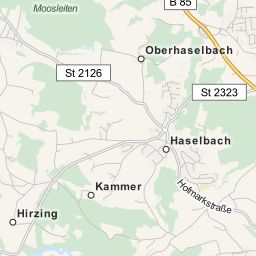 Moosleiten
B 85
Oberhaselbach
St 2126
St 2323
Haselbach
Kammer
Hofmarkstraße
Hirzing